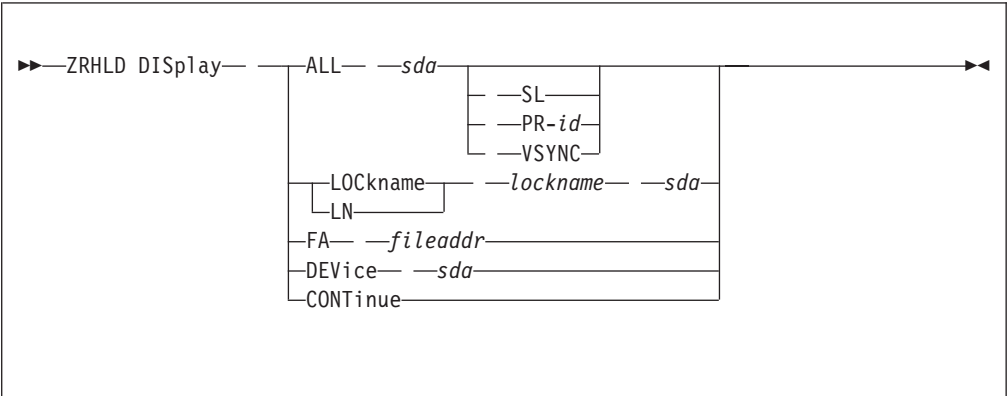 ZRHLD DISplay ALL sda
SL
PR-id
VSYNC
LOCkname lockname sda
LN
FA fileaddr
DEVice sda
CONTinue